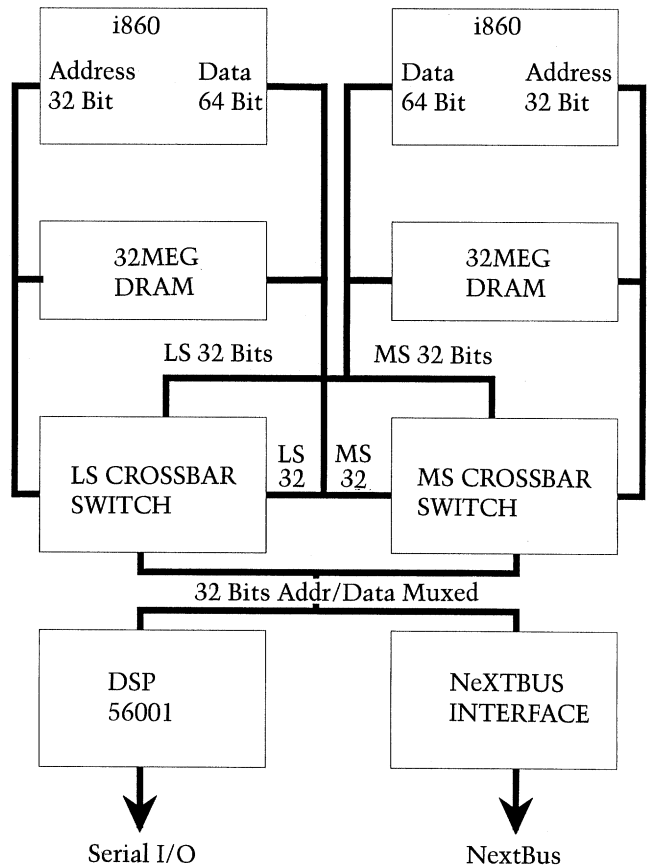 i860
Address
32 Bit
Data
64 Bit
i860
Data
64 Bit
Address
32 Bit
32MEG
DRAM
32MEG
DRAM
LS 32 Bits
MS 32 Bits
LS CROSSBAR
SWITCH
LS
32
MS
32
MS CROSSBAR
SWITCH
32 Bits Addr/Data Muxed
DSP
56001
NeXTBUS
INTERFACE
Serial I/O
NextBus